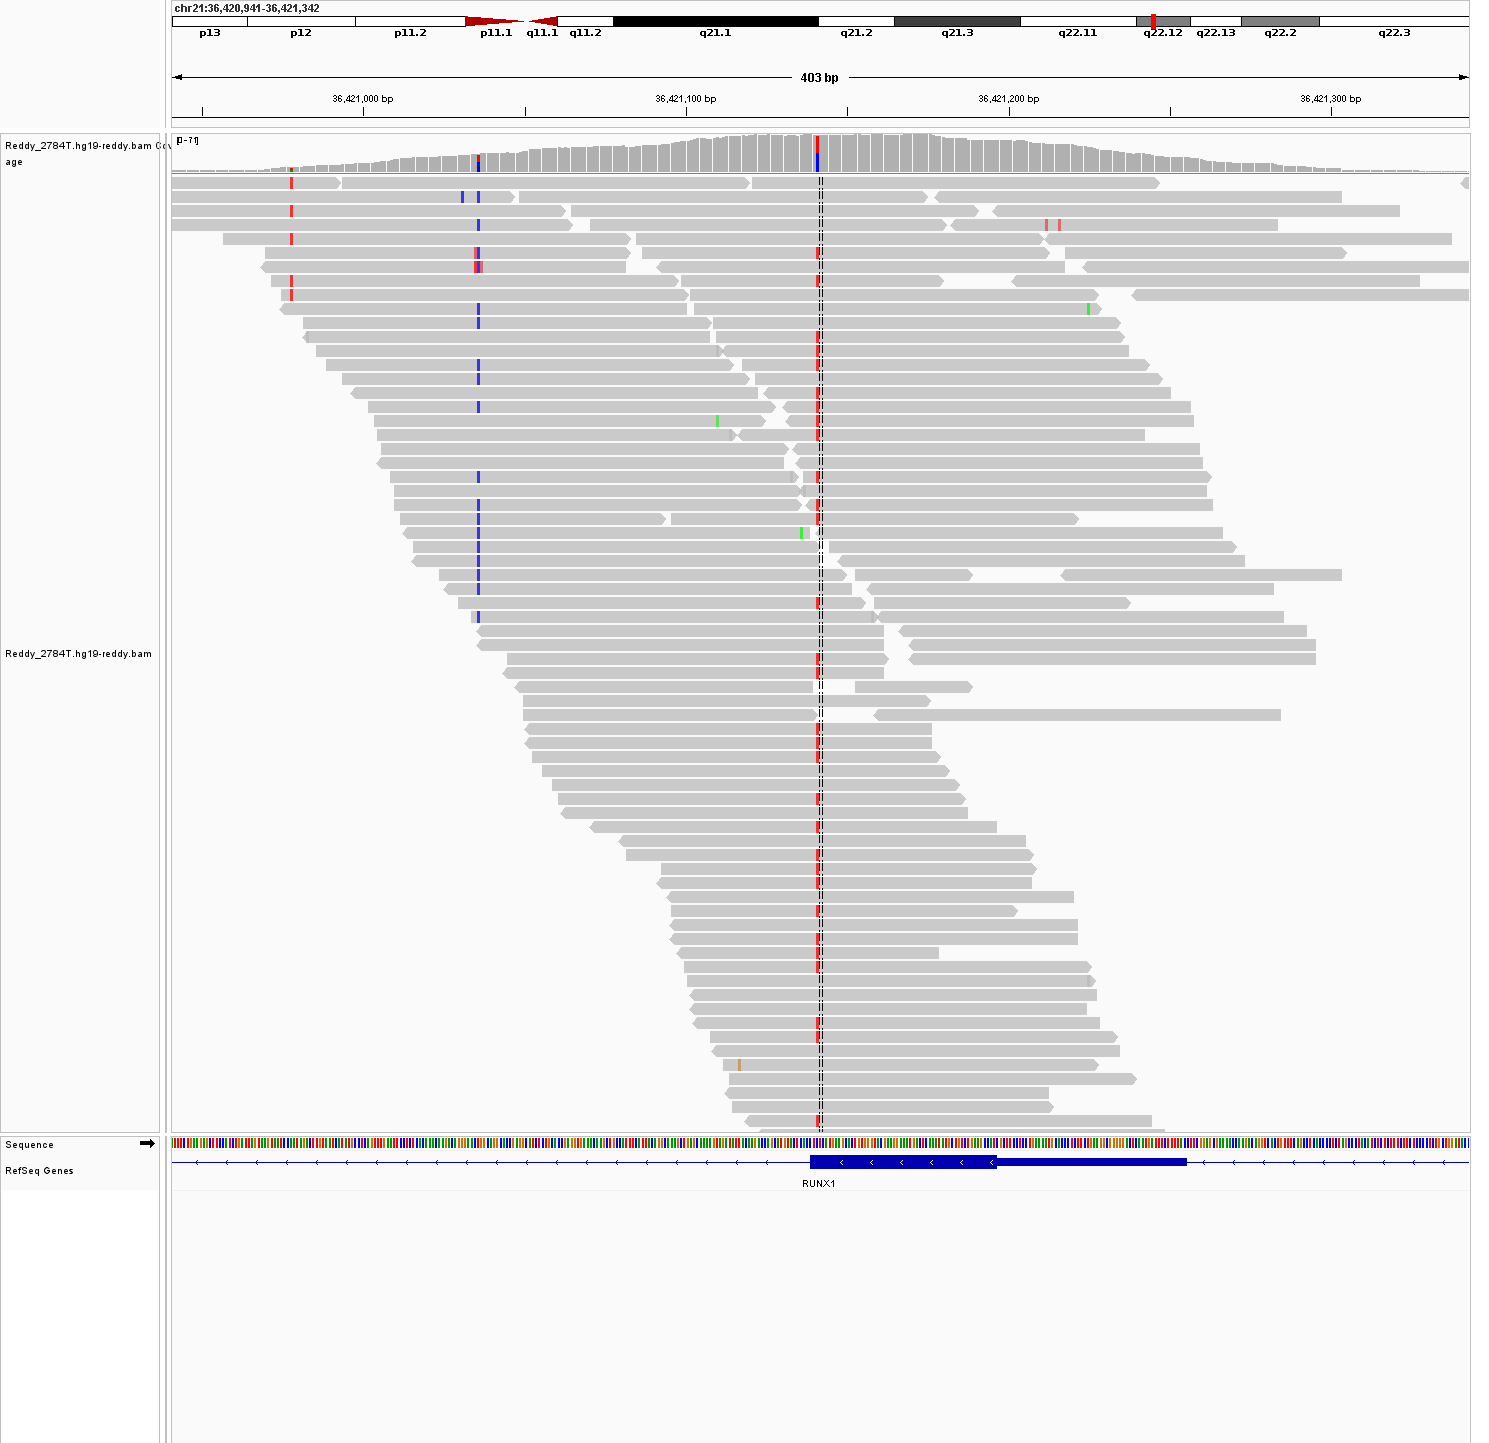 chr21:36,420,941-36,421,342
p13 p12 p11.2 p11.1 q11.1 q11.2 q21.1 q21.2 q21.3 q22.11 q22.12 q22.13 q22.2 q22.3
403 bp
36,421,000 bp 36,421,100 bp 36,421,200 bp 36,421,300 bp
[0-71]
Reddy_2784T.hg19-reddy.bam Cov
age
Reddy_2784T.hg19-reddy.bam
Sequence
RefSeq Genes
RUNX1